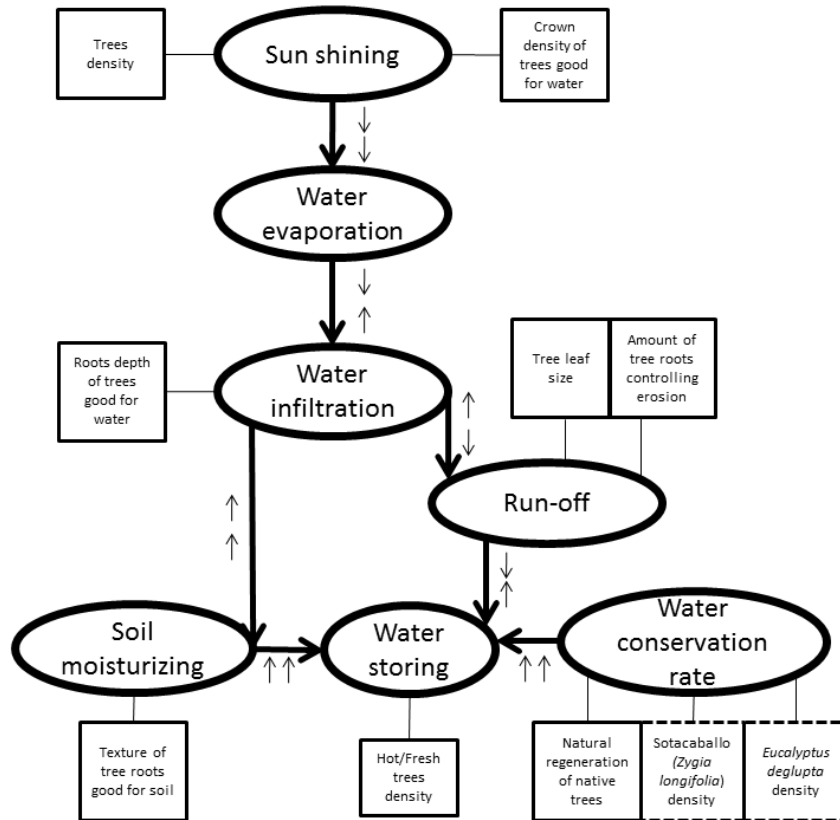 Trees
density
Sun shining
Crown
density of
trees good
for water
Water
evaporation
Roots depth
of trees
good for
water
Water
infiltration
Tree leaf
size
Amount of
tree roots
controlling
erosion
Run-off
Soil
moisturizing
Water
storing
Water
conservation
rate
Texture of
tree roots
good for soil
Hot/Fresh
trees
density
Natural
regeneration
of native
trees
Sotacaballo
(Zygia
longifolia)
density
Eucalyptus
deglupta
density